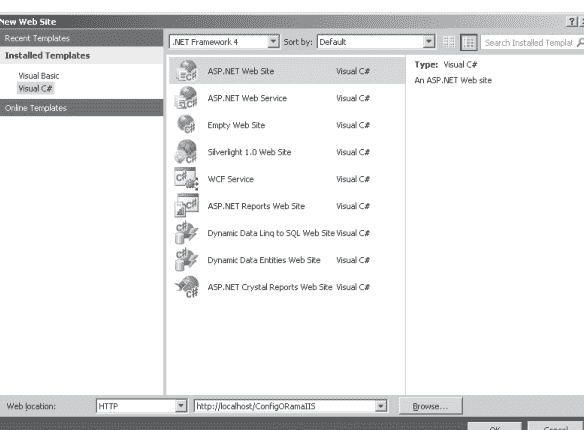 New Web Site
Recent Templates
Installed Templates
Visual Basic
Visual C#
Online Templates
.NET Framework 4
Sort by: Default
Search Installed Templat
ASP.NET Web Site Visual C#
ASP.NET Web Service Visual C#
Empty Web Site Visual C#
Silverlight 1.0 Web Site Visual C#
WCF Service Visual C#
ASP.NET Reports Web Site Visual C#
Dynamic Data Linq to SQL Web Site Visual C#
Dynamic Data Entities Web Site Visual C#
ASP.NET Crystal Reports Web Site Visual C#
Type: Visual C#
An ASP.NET Web site
Web location: HTTP http://localhost/ConfigORamaIIS Browse...
OK Cancel